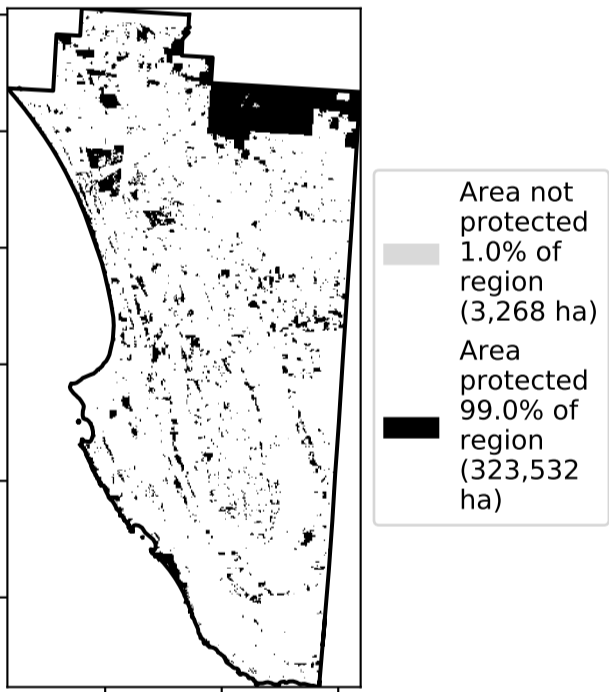 Area not
protected
1.0% of
region
(3,268 ha)
Area
protected
99.0% of
region
(323,532
ha)